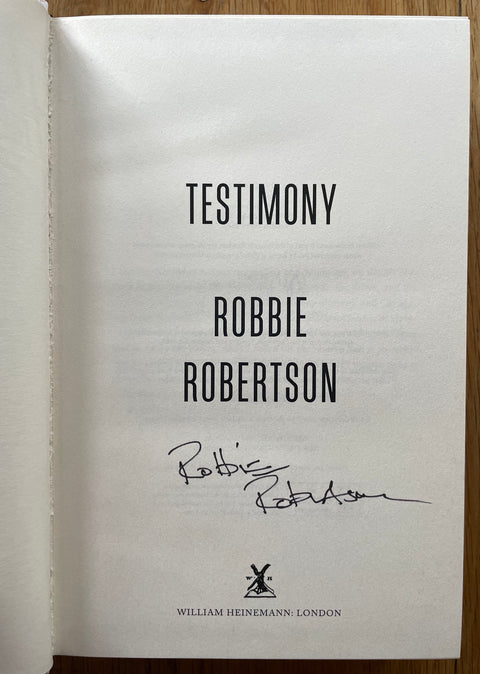 TESTIMONY
ROBBIE
ROBERTSON
Robbie
Robertson
W H
WILLIAM HEINEMANN: LONDON